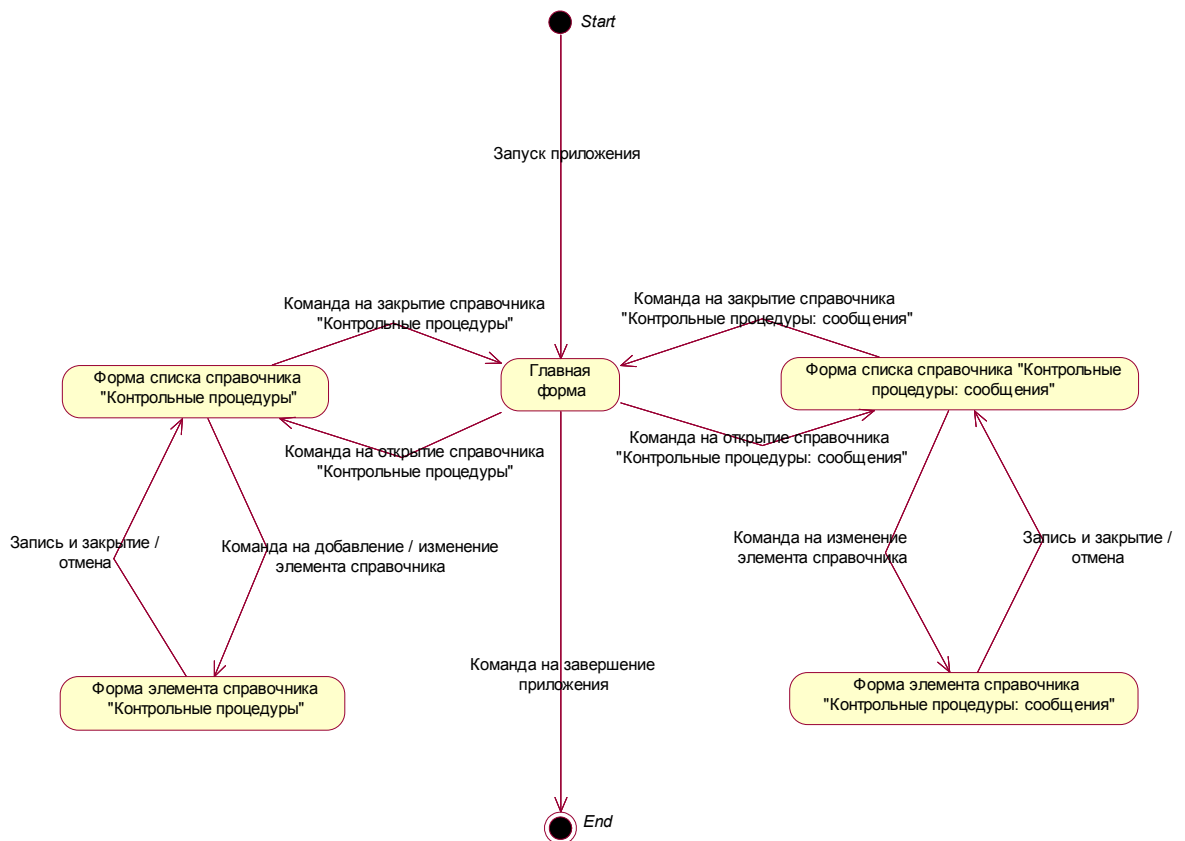 Start
Запуск приложения
Команда на закрытие справочника
"Контрольные процедуры"
Команда на закрытие справочника
"Контрольные процедуры: сообщения"
Форма списка справочника
"Контрольные процедуры"
Главная
форма
Форма списка справочника "Контрольные
процедуры: сообщения"
Команда на открытие справочника
"Контрольные процедуры"
Команда на открытие справочника
"Контрольные процедуры: сообщения"
Запись и закрытие /
отмена
Команда на добавление / изменение
элемента справочника
Команда на изменение
элемента справочника
Запись и закрытие /
отмена
Команда на завершение
приложения
Форма элемента справочника
"Контрольные процедуры"
Форма элемента справочника
"Контрольные процедуры: сообщения"
End